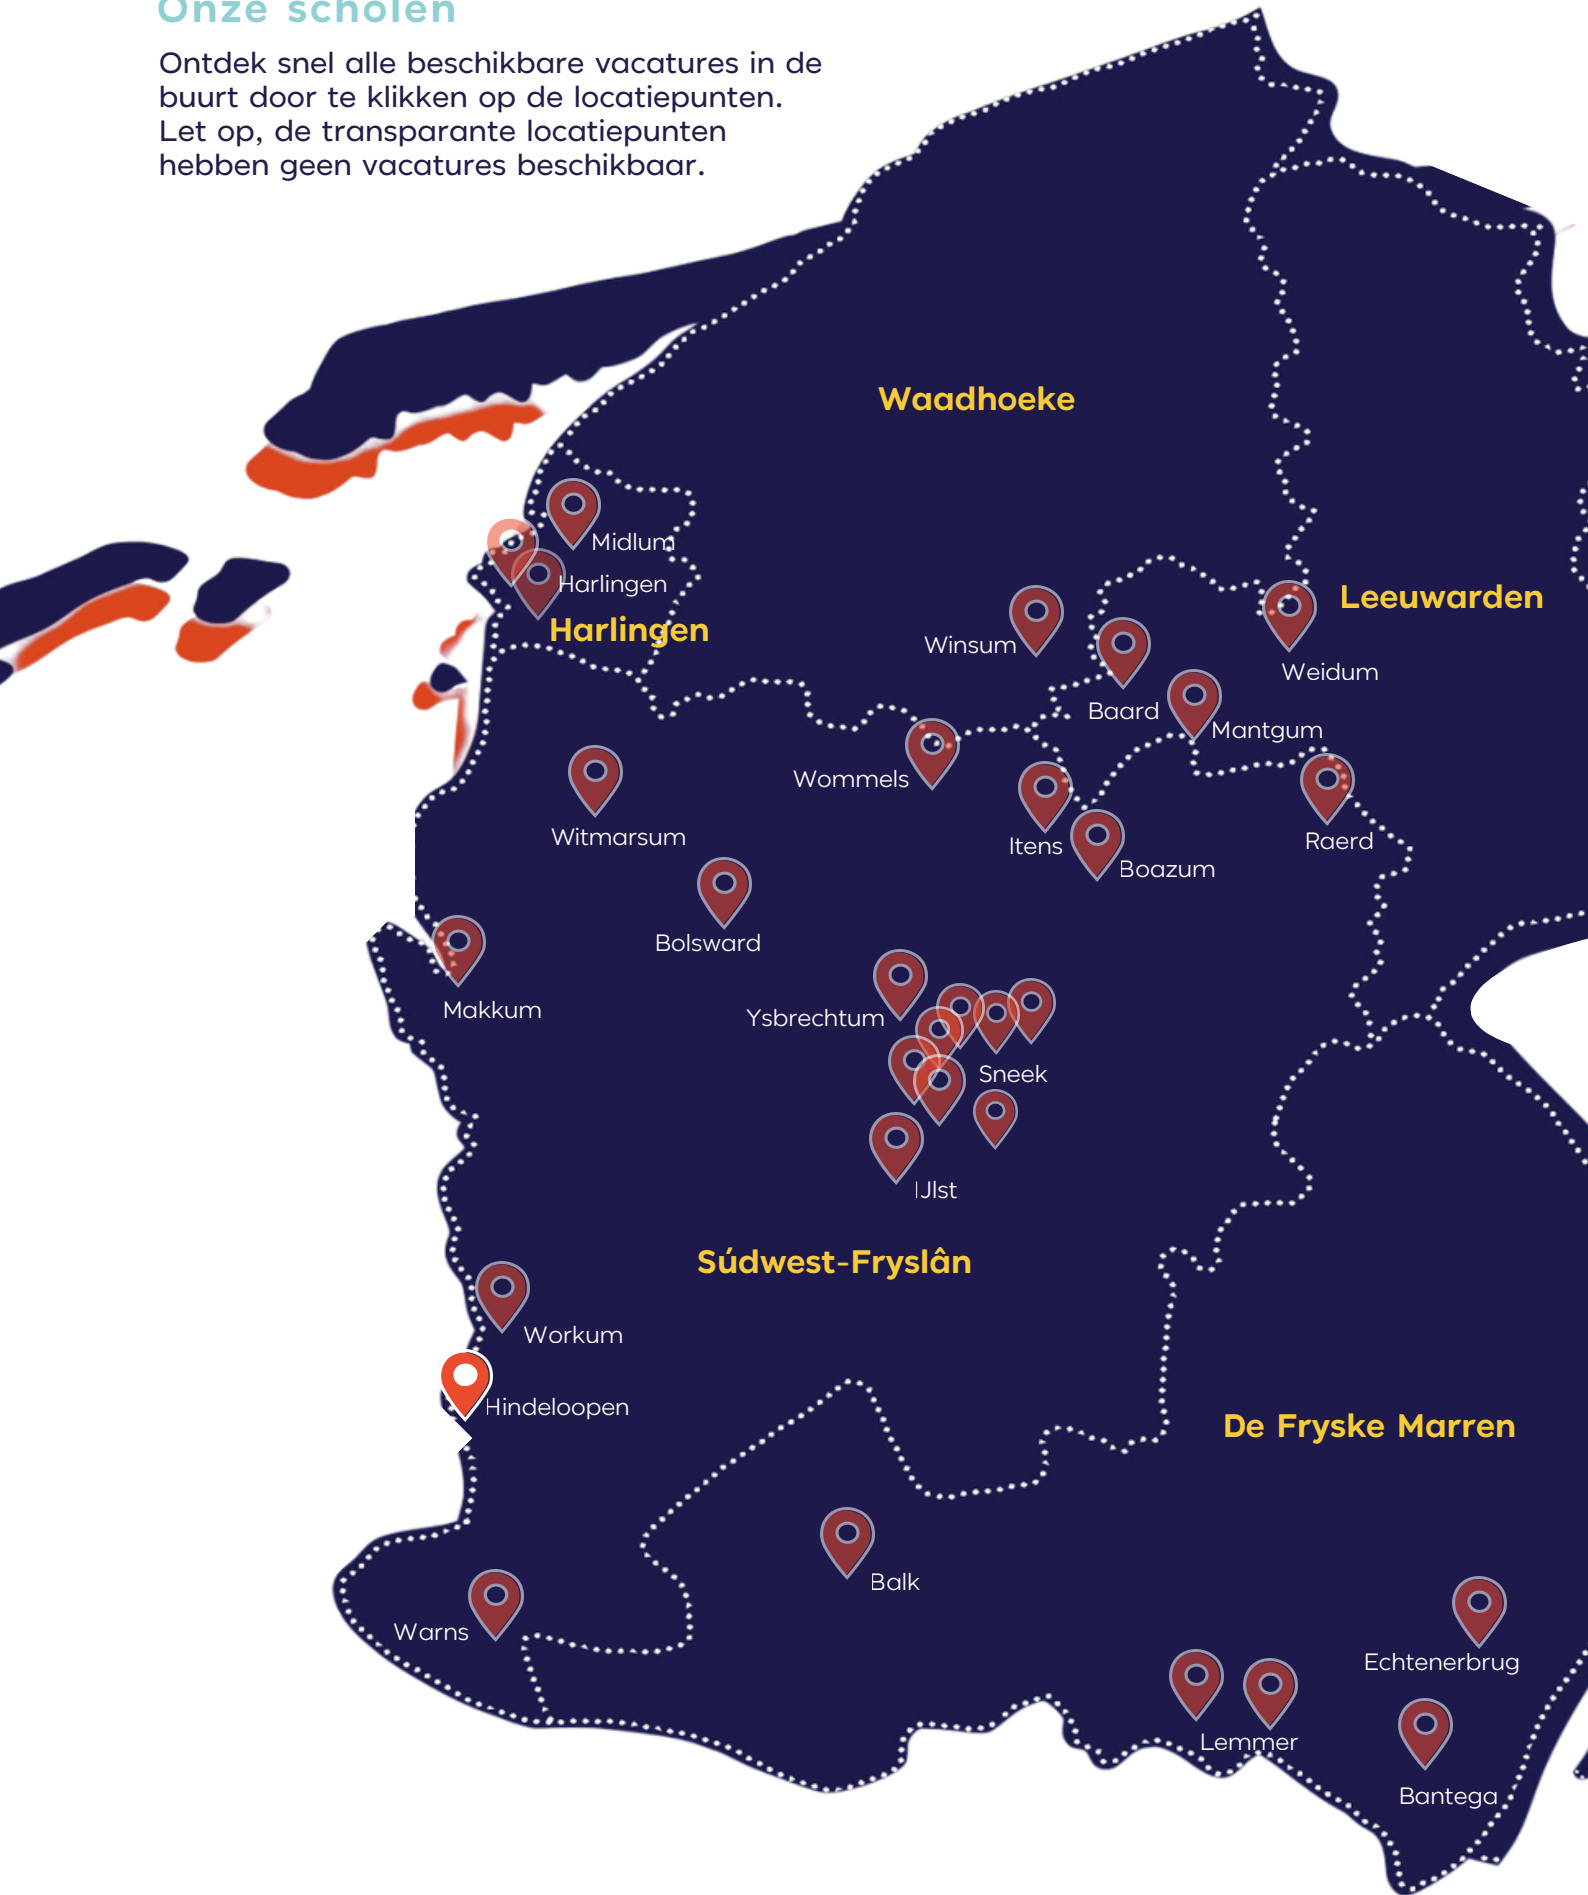 Onze scholen
Ontdek snel alle beschikbare vacatures in de
buurt door te klikken op de locatiepunten.
Let op, de transparante locatiepunten
hebben geen vacatures beschikbaar.
Waadhoeke
Midlum
Harlingen
Harlingen
Leeuwarden
Winsum
Weidum
Baard
Mantgum
Wommels
Witmarsum
Itens
Raerd
Boazum
Bolsward
Makkum
Ysbrechtum
Sneek
IJlst
Súdwest-Fryslân
Workum
Hindeloopen
De Fryske Marren
Balk
Warns
Echtenerbrug
Lemmer
Bantega